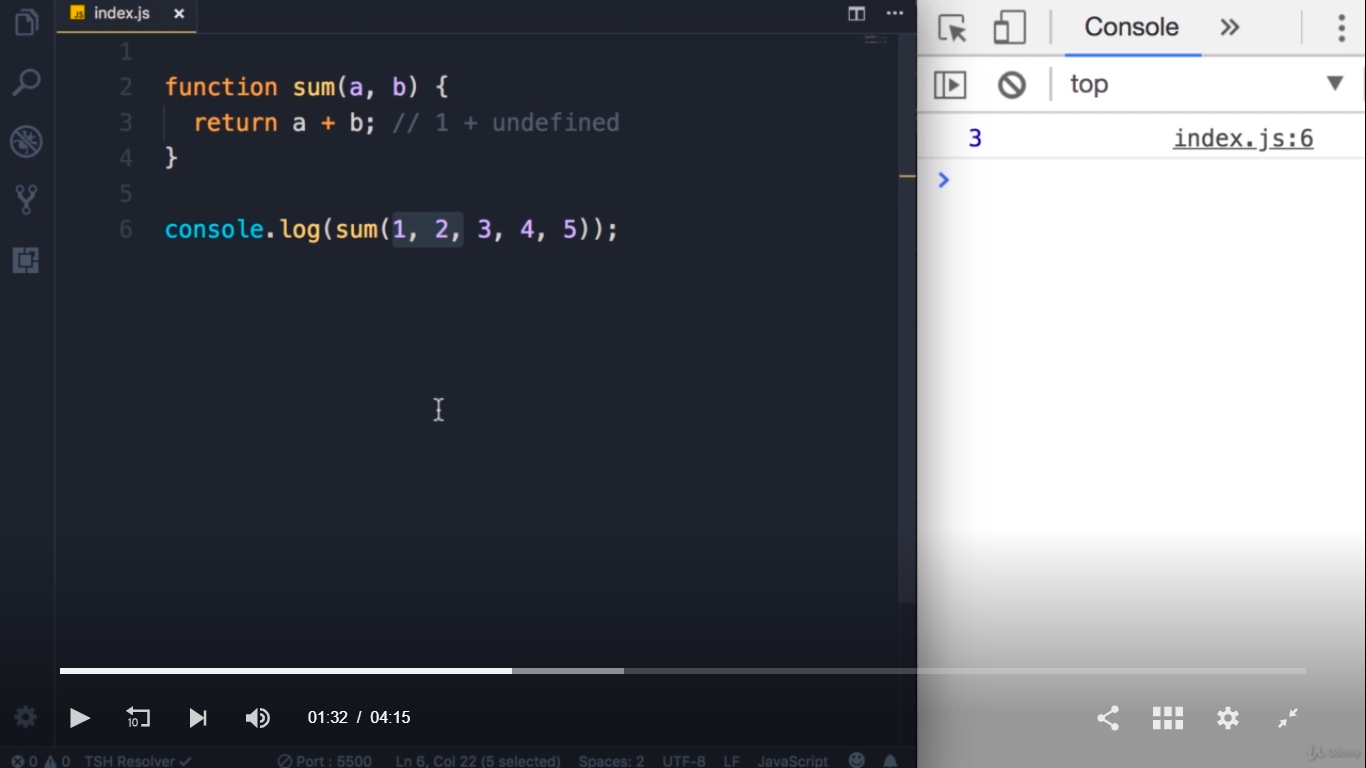 index.js
1
2 function sum(a, b) {
3 return a + b; // 1 + undefined
4 }
5
6 console.log(sum(1, 2, 3, 4, 5));
Console
top
3 index.js:6
10
01:32 / 04:15
0 0 TSH Resolver Port : 5500 Ln 6, Col 22 (5 selected) Spaces: 2 UTF-8 LF JavaScript
Udemy